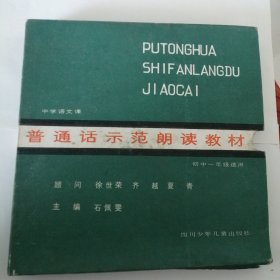 PUTONGHUA
SHIFANLANGDU
JIAOCAI
中学语文课
普通话示范朗读教材
初中一年级适用
顾问 徐世荣 齐越 夏青
主编 石佩雯
四川少年儿童出版社